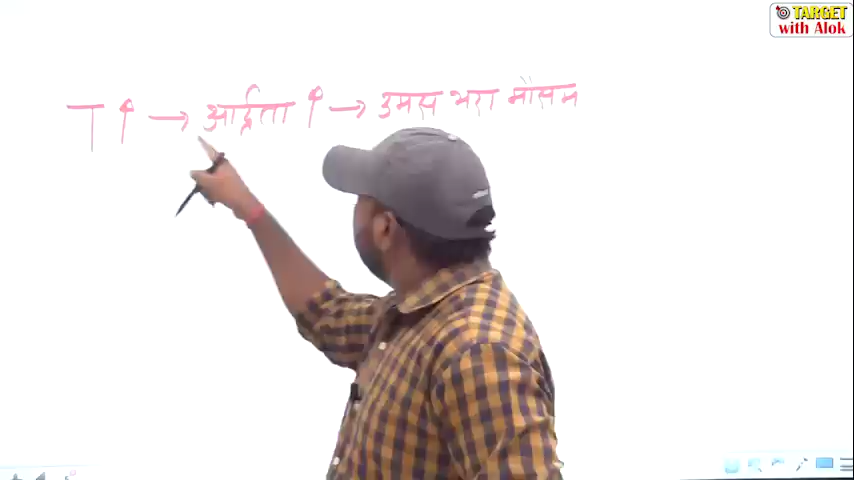 TARGET
with Alok
T ↑ → आर्द्रता ↑ → उमस भरा मौसम